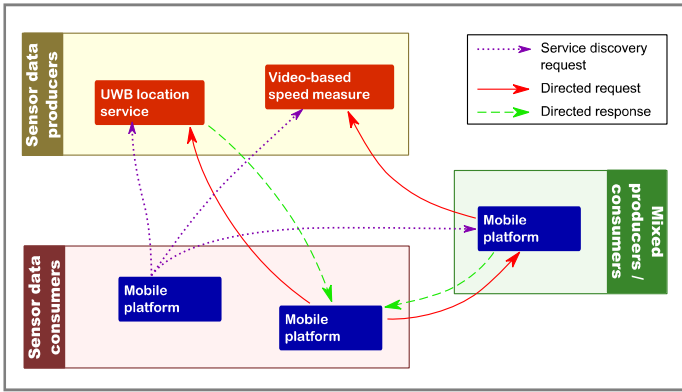 Sensor data
producers
UWB location
service
Video-based
speed measure
Service discovery
request
Directed request
Directed response
Mobile
platform
Mixed
producers /
consumers
Sensor data
consumers
Mobile
platform
Mobile
platform